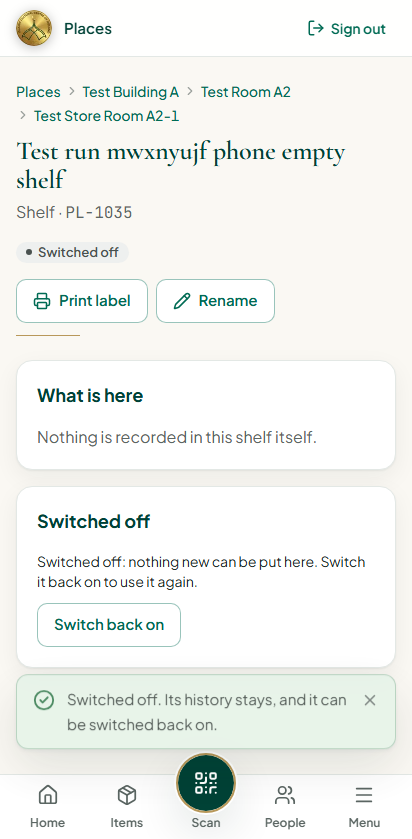 Places
Sign out
Places > Test Building A > Test Room A2
> Test Store Room A2-1
Test run mwxnyujf phone empty
shelf
Shelf · PL-1035
Switched off
Print label
Rename
What is here
Nothing is recorded in this shelf itself.
Switched off
Switched off: nothing new can be put here. Switch
it back on to use it again.
Switch back on
Switched off. Its history stays, and it can
be switched back on.
Home
Items
Scan
People
Menu